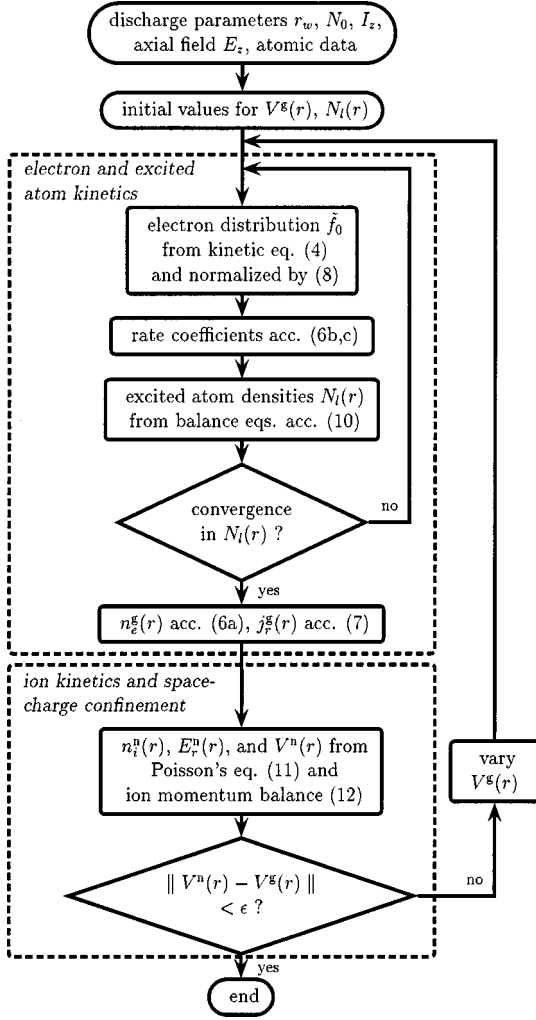 discharge parameters r_w, N_0, I_z,
axial field E_z, atomic data
initial values for V^g(r), N_l(r)
electron and excited
atom kinetics
electron distribution f̃_0
from kinetic eq. (4)
and normalized by (8)
rate coefficients acc. (6b,c)
excited atom densities N_l(r)
from balance eqs. acc. (10)
convergence
in N_l(r) ?
no
yes
n_e^g(r) acc. (6a), j_r^g(r) acc. (7)
ion kinetics and space-
charge confinement
n_i^n(r), E_r^n(r), and V^n(r) from
Poisson's eq. (11) and
ion momentum balance (12)
vary
V^g(r)
‖ V^n(r) − V^g(r) ‖
< ϵ ?
no
yes
end